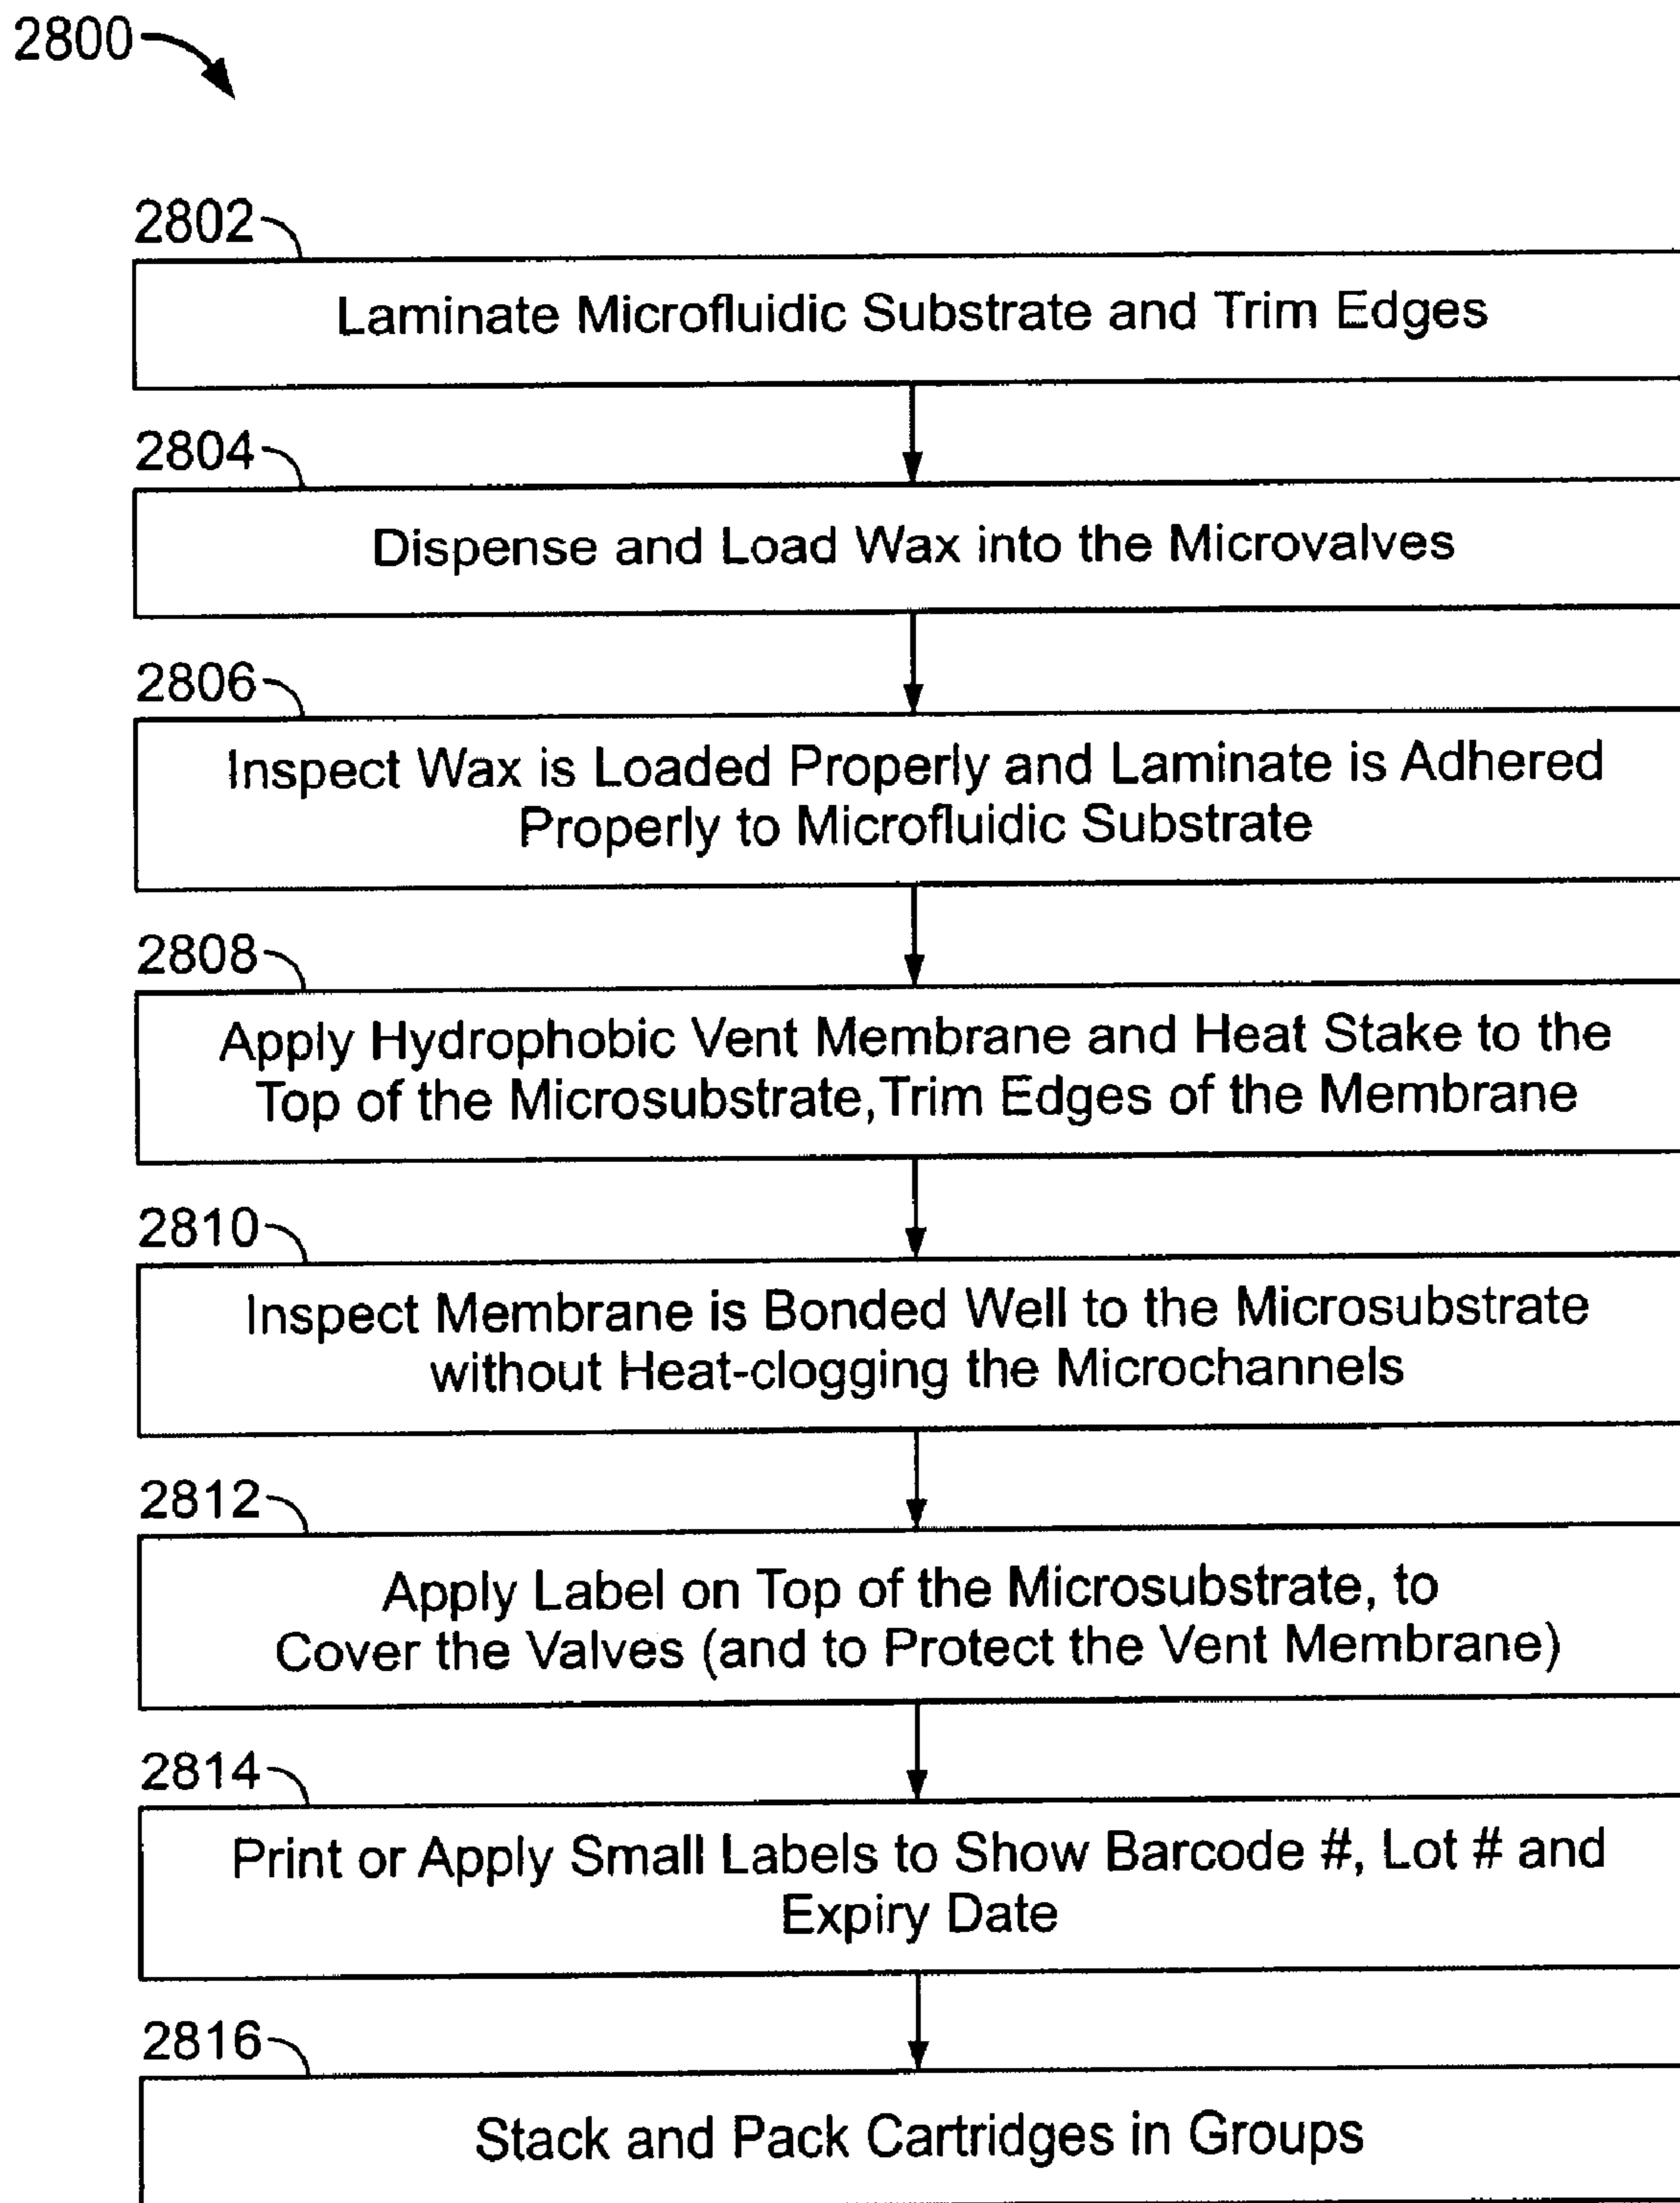 2800
2802
Laminate Microfluidic Substrate and Trim Edges
2804
Dispense and Load Wax into the Microvalves
2806
Inspect Wax is Loaded Properly and Laminate is Adhered
Properly to Microfluidic Substrate
2808
Apply Hydrophobic Vent Membrane and Heat Stake to the
Top of the Microsubstrate, Trim Edges of the Membrane
2810
Inspect Membrane is Bonded Well to the Microsubstrate
without Heat-clogging the Microchannels
2812
Apply Label on Top of the Microsubstrate, to
Cover the Valves (and to Protect the Vent Membrane)
2814
Print or Apply Small Labels to Show Barcode #, Lot # and
Expiry Date
2816
Stack and Pack Cartridges in Groups